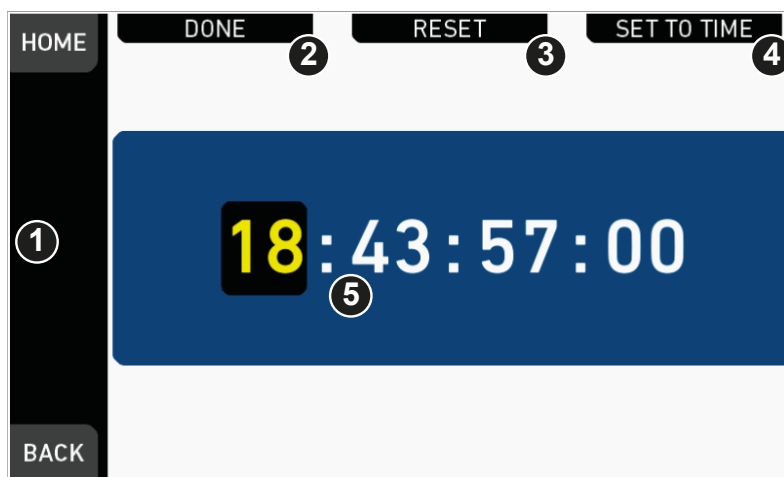 HOME
DONE
2
RESET
3
SET TO TIME
4
1
18:43:57:00
5
BACK